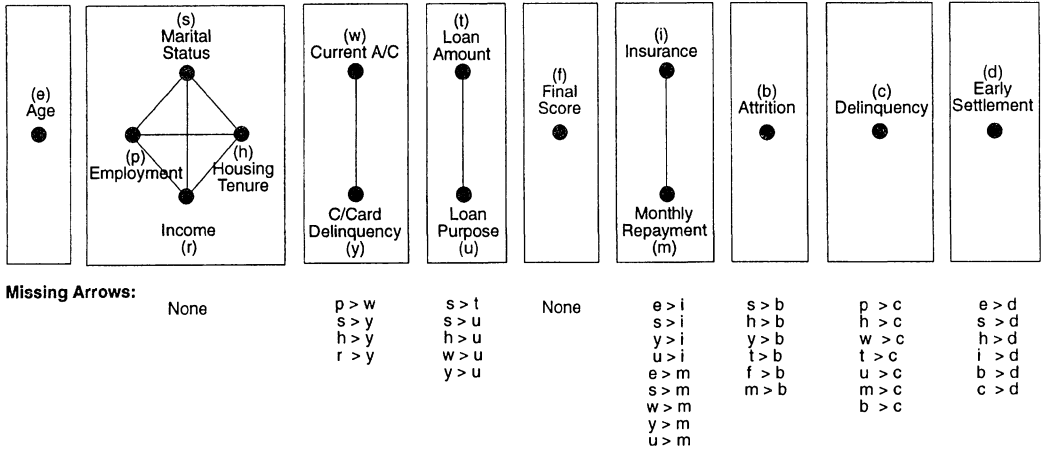 (e)
Age
(s)
Marital
Status
(p)
Employment
(h)
Housing
Tenure
Income
(r)
(w)
Current A/C
C/Card
Delinquency
(y)
(t)
Loan
Amount
Loan
Purpose
(u)
(f)
Final
Score
(i)
Insurance
Monthly
Repayment
(m)
(b)
Attrition
(c)
Delinquency
(d)
Early
Settlement
Missing Arrows:
None
p > w
s > y
h > y
r > y
s > t
s > u
h > u
w > u
y > u
None
e > i
s > i
y > i
u > i
e > m
s > m
w > m
y > m
u > m
s > b
h > b
y > b
t > b
f > b
m > b
p > c
h > c
w > c
t > c
u > c
m > c
b > c
e > d
s > d
h > d
i > d
b > d
c > d